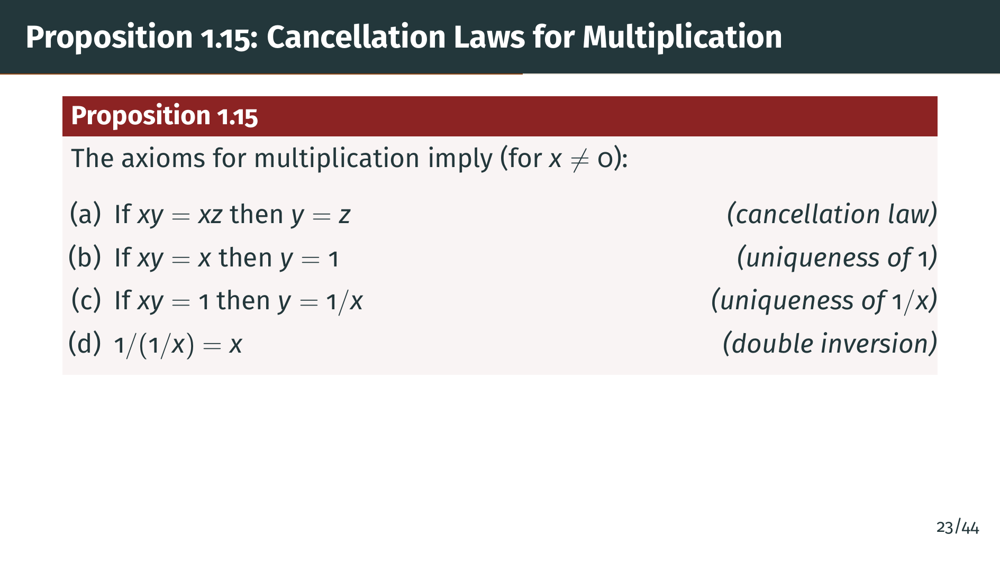 Proposition 1.15: Cancellation Laws for Multiplication
Proposition 1.15
The axioms for multiplication imply (for x ≠ 0):
(a) If xy = xz then y = z (cancellation law)
(b) If xy = x then y = 1 (uniqueness of 1)
(c) If xy = 1 then y = 1/x (uniqueness of 1/x)
(d) 1/(1/x) = x (double inversion)
23/44